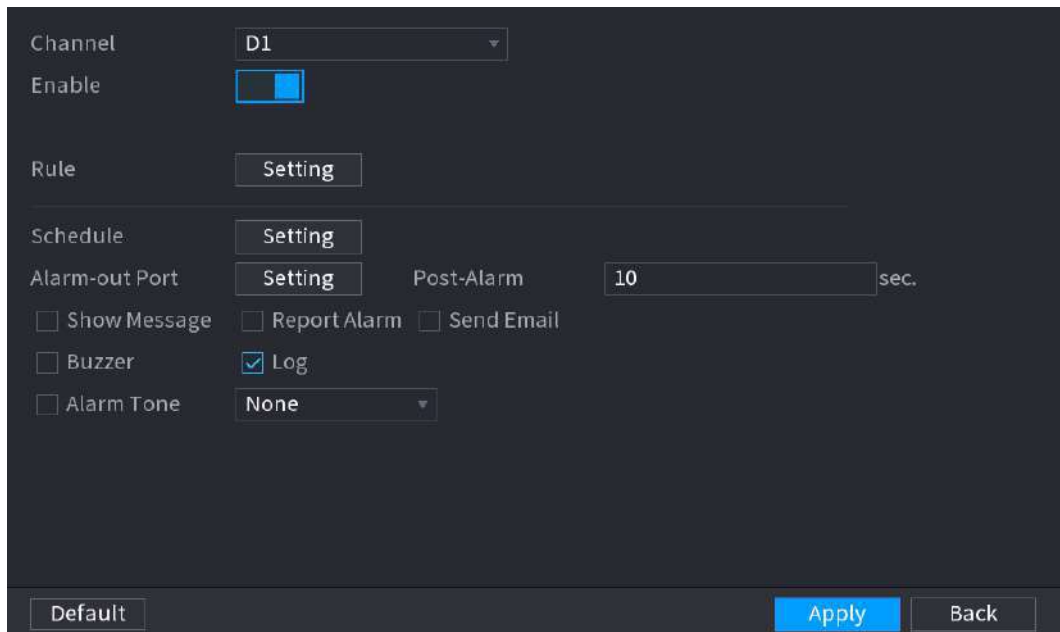 Channel D1
Enable
Rule Setting
Schedule Setting
Alarm-out Port Setting Post-Alarm 10 sec.
Show Message Report Alarm Send Email
Buzzer Log
Alarm Tone None
Default Apply Back